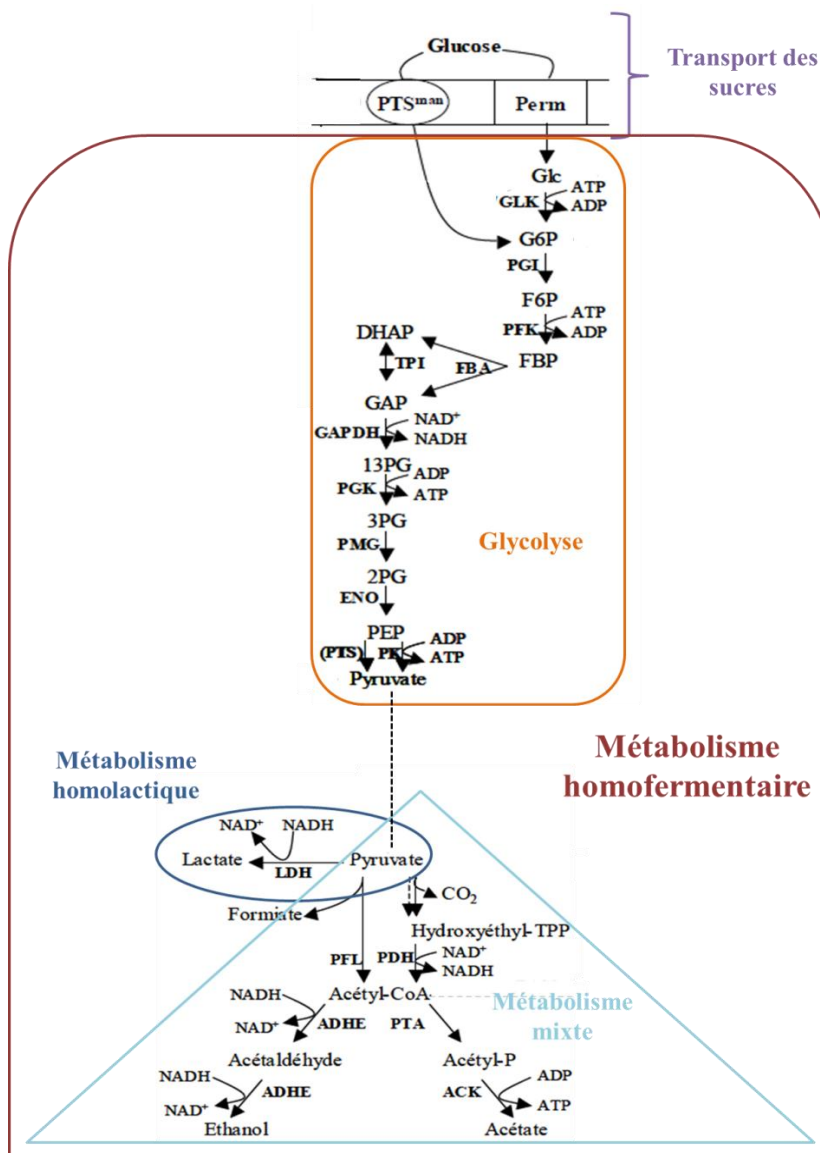 Glucose
Transport des
sucres
PTSman
Perm
Glc
GLK
ATP
ADP
G6P
PGI
F6P
PFK
ATP
ADP
DHAP
TPI
FBA
FBP
GAP
GAPDH
NAD+
NADH
13PG
PGK
ADP
ATP
3PG
PMG
Glycolyse
2PG
ENO
PEP
(PTS)
PK
ADP
ATP
Pyruvate
Métabolisme
homolactique
Métabolisme
homofermentaire
NAD+
NADH
Lactate
LDH
Pyruvate
CO2
Formiate
Hydroxyéthyl-TPP
PFL
PDH
NAD+
NADH
Acétyl-CoA
NADH
NAD+
ADHE
PTA
Métabolisme
mixte
Acétaldéhyde
Acétyl-P
NADH
NAD+
ADHE
ACK
ADP
ATP
Ethanol
Acétate